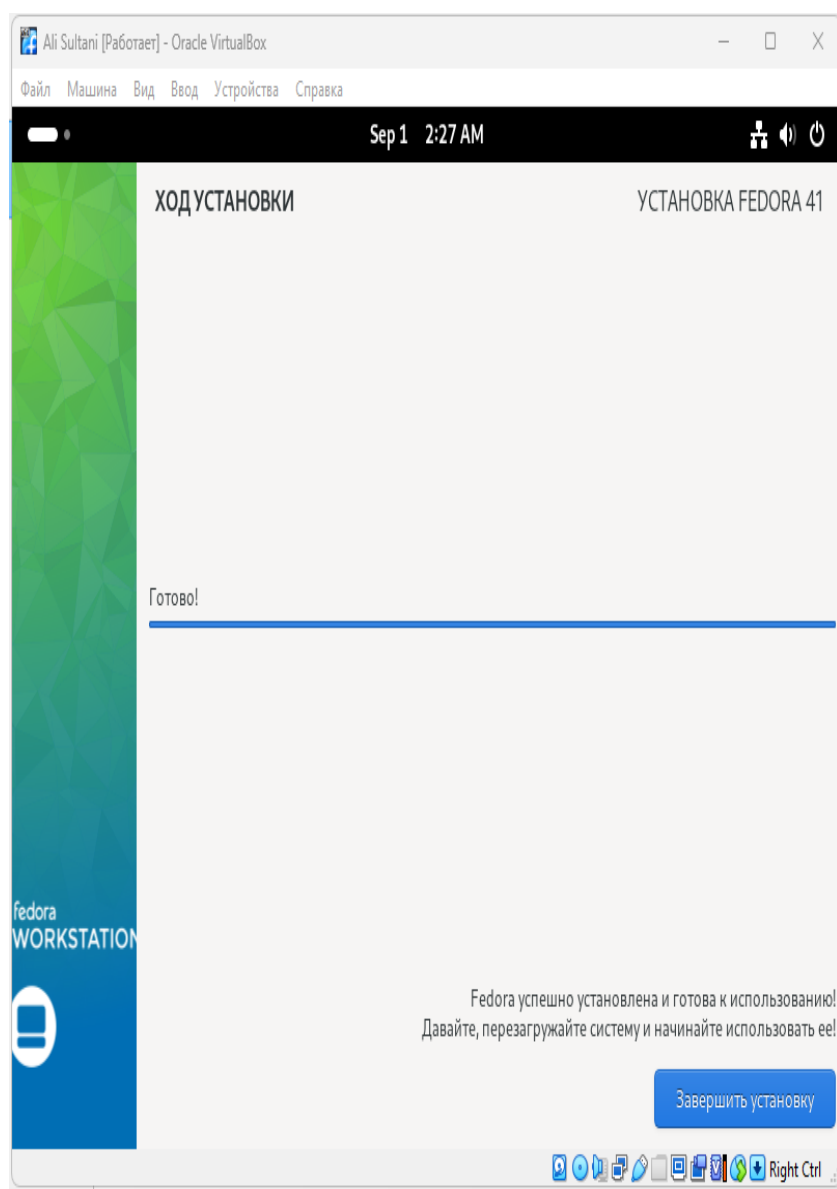 Ali Sultani [Работает] - Oracle VirtualBox
Файл Машина Вид Ввод Устройства Справка
Sep 1 2:27 AM
ХОД УСТАНОВКИ
УСТАНОВКА FEDORA 41
Готово!
fedora
WORKSTATION
Fedora успешно установлена и готова к использованию!
Давайте, перезагружайте систему и начинайте использовать ее!
Завершить установку
Right Ctrl